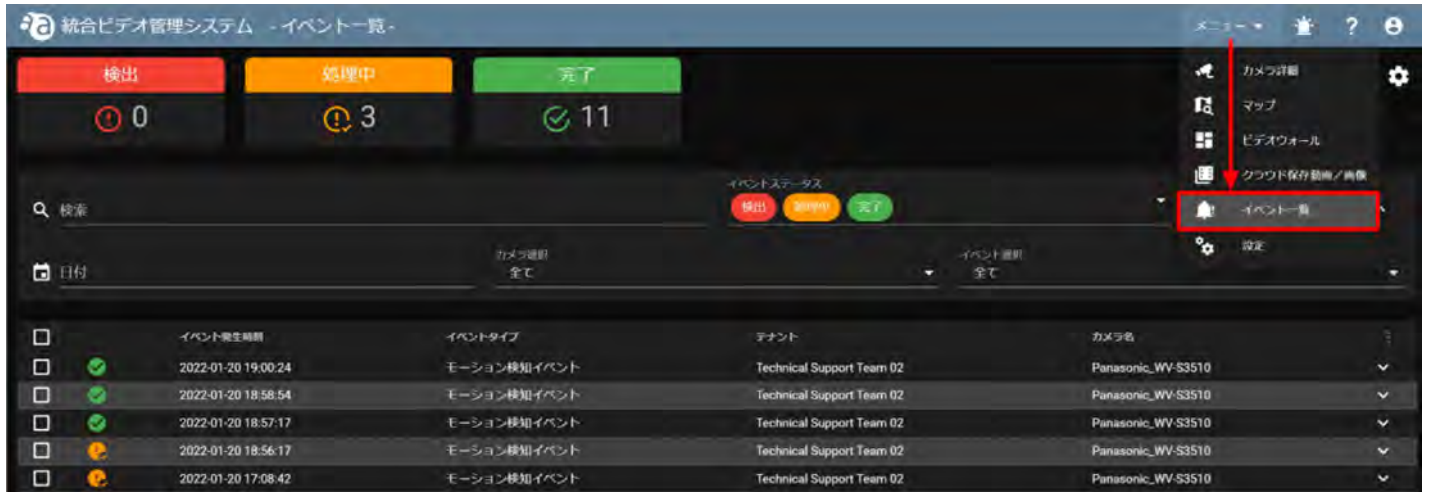 統合ビデオ管理システム - イベント一覧 -
メニュー
検出
処理中
完了
0
3
11
カメラ詳細
マップ
ビデオウォール
クラウド保存動画/画像
イベント一覧
設定
検索
イベントステータス
検出 処理中 完了
日付
カメラ選択
全て
イベント選択
全て
イベント発生時刻 イベントタイプ テナント カメラ名
2022-01-20 19:00:24 モーション検知イベント Technical Support Team 02 Panasonic_WV-S3510
2022-01-20 18:58:54 モーション検知イベント Technical Support Team 02 Panasonic_WV-S3510
2022-01-20 18:57:17 モーション検知イベント Technical Support Team 02 Panasonic_WV-S3510
2022-01-20 18:56:17 モーション検知イベント Technical Support Team 02 Panasonic_WV-S3510
2022-01-20 17:08:42 モーション検知イベント Technical Support Team 02 Panasonic_WV-S3510